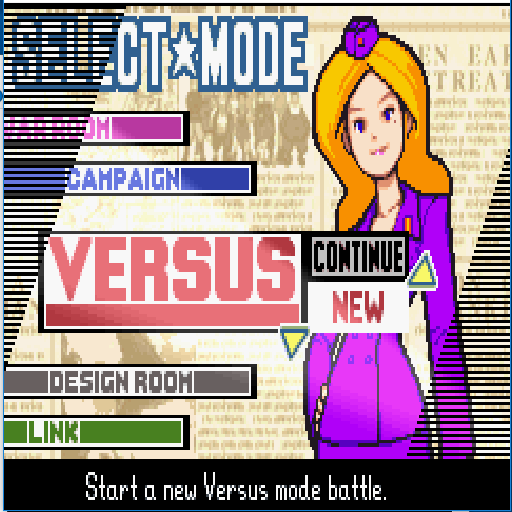 SELECT★MODE
WAR ROOM
CAMPAIGN
VERSUS
CONTINUE
NEW
DESIGN ROOM
LINK
Start a new Versus mode battle.